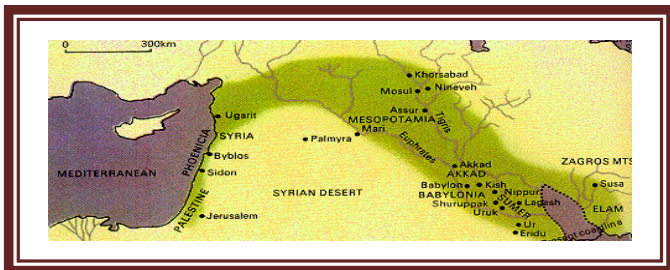 0 300km
Khorsabad
Mosul Nineveh
Assur
Ugarit
MESOPOTAMIA
Tigris
Mari
SYRIA
Palmyra
Euphrates
PHOENICIA
Byblos
Akkad
ZAGROS MTS
MEDITERRANEAN
Sidon
AKKAD
Babylon Kish
Susa
SYRIAN DESERT
BABYLONIA
Nippur
Shuruppak
SUMER
Lagash
ELAM
PALESTINE
Jerusalem
Uruk
Ur
Eridu
coastline